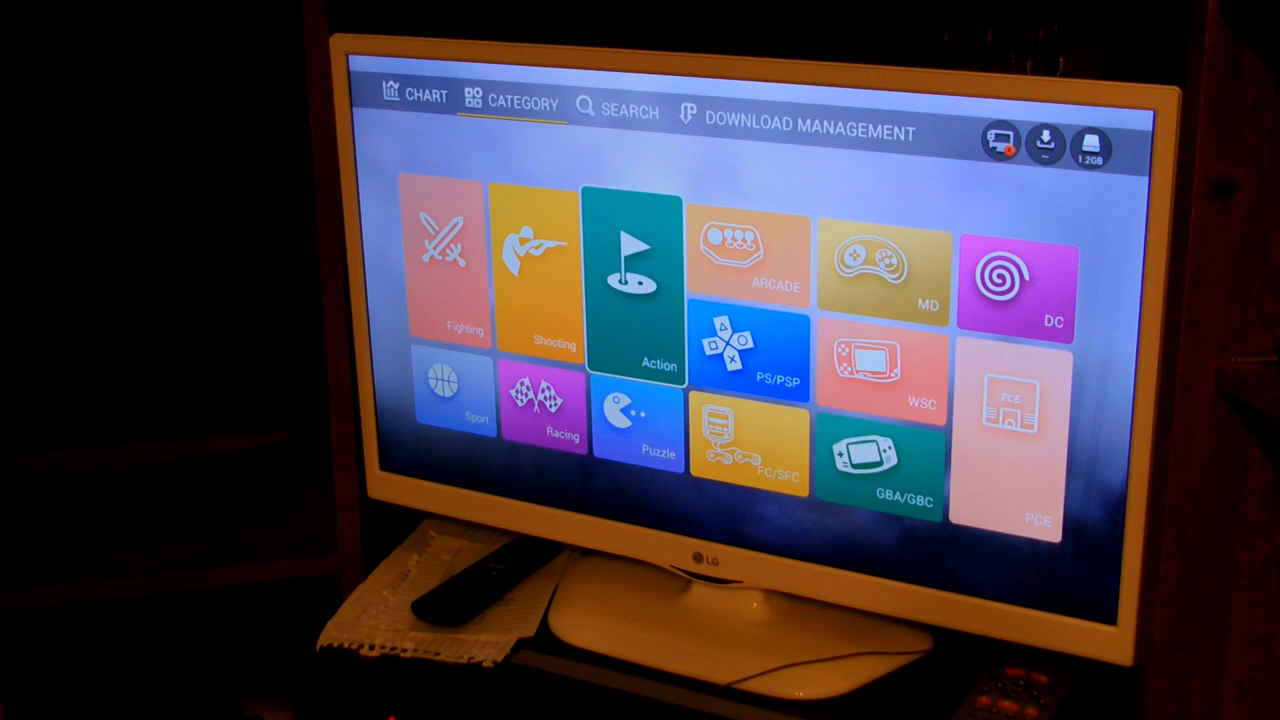 CHART
CATEGORY
SEARCH
DOWNLOAD MANAGEMENT
1.2GB
Fighting
Shooting
Action
ARCADE
MD
DC
PS/PSP
WSC
PCE
Sport
Racing
Puzzle
FC/SFC
GBA/GBC
PCE
LG